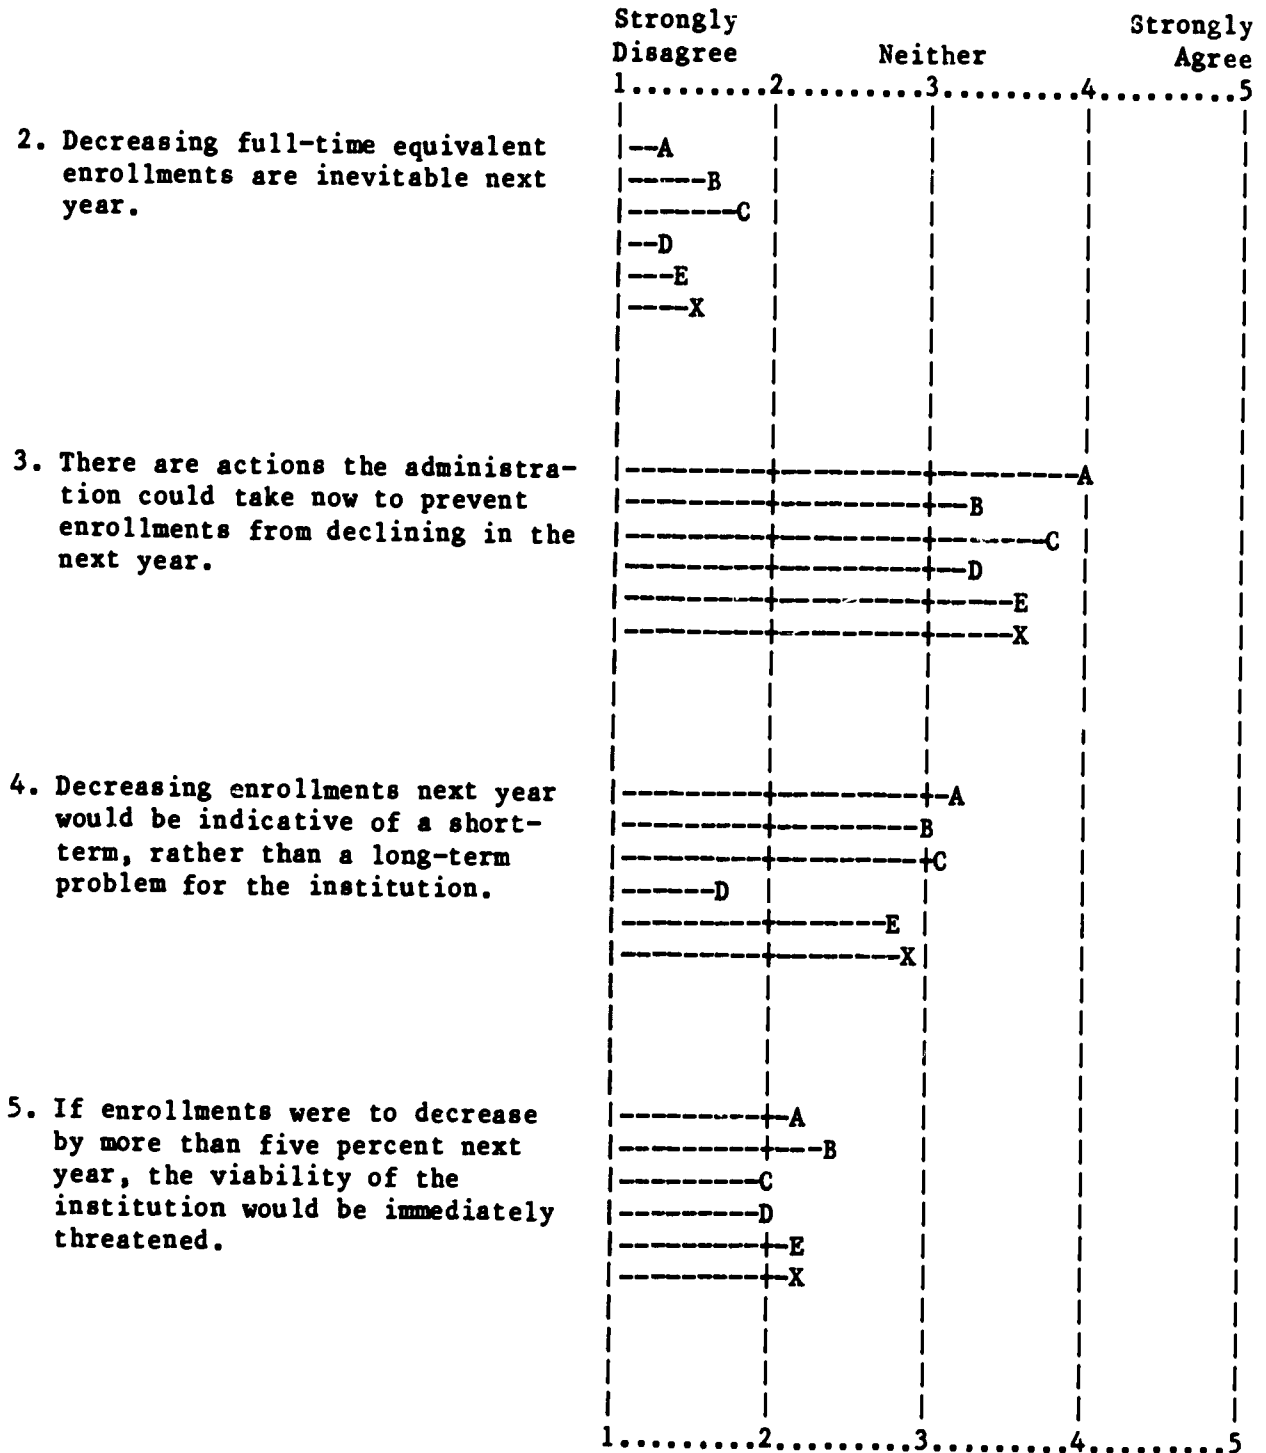 Strongly Strongly
Disagree Neither Agree
1.........2.........3.........4.........5
2. Decreasing full-time equivalent
enrollments are inevitable next
year.
|--A
|-----B
|-------C
|--D
|---E
|----X
3. There are actions the administra-
tion could take now to prevent
enrollments from declining in the
next year.
---------+---------+---------A
---------+---------+--B
---------+---------+-------C
---------+---------+--D
---------+---------+-----E
---------+---------+-----X
4. Decreasing enrollments next year
would be indicative of a short-
term, rather than a long-term
problem for the institution.
---------+---------+-A
---------+---------B
---------+---------+C
------D
---------+-------E
---------+--------X
5. If enrollments were to decrease
by more than five percent next
year, the viability of the
institution would be immediately
threatened.
---------+-A
---------+---B
---------C
---------D
---------+-E
---------+-X
1.........2.........3.........4.........5